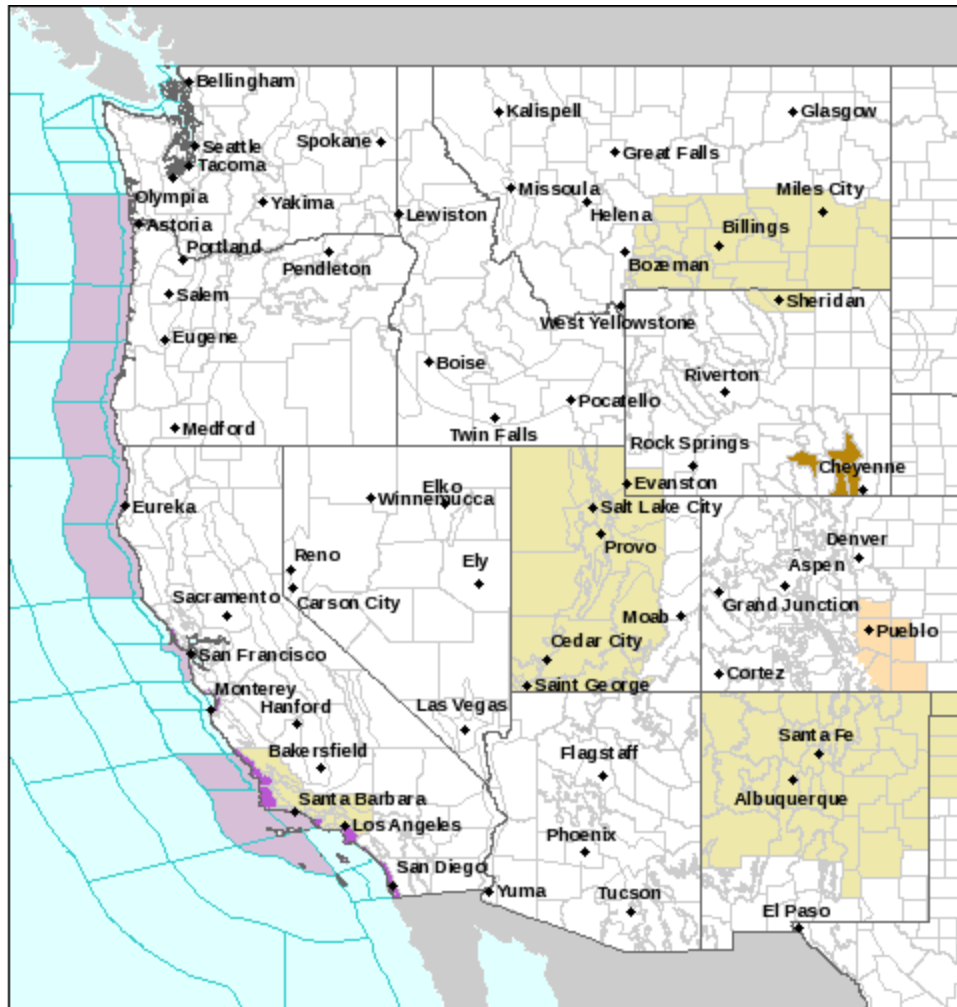 Bellingham
Kalispell
Glasgow
Seattle
Spokane
Great Falls
Tacoma
Olympia
Missoula
Miles City
Yakima
Lewiston
Helena
Astoria
Billings
Portland
Pendleton
Bozeman
Salem
Sheridan
West Yellowstone
Eugene
Boise
Riverton
Pocatello
Medford
Twin Falls
Rock Springs
Cheyenne
Elko
Evanston
Winnemucca
Eureka
Salt Lake City
Provo
Denver
Reno
Ely
Aspen
Sacramento
Carson City
Grand Junction
Moab
Pueblo
Cedar City
San Francisco
Cortez
Saint George
Monterey
Hanford
Las Vegas
Santa Fe
Bakersfield
Flagstaff
Santa Barbara
Albuquerque
Los Angeles
Phoenix
San Diego
Yuma
Tucson
El Paso